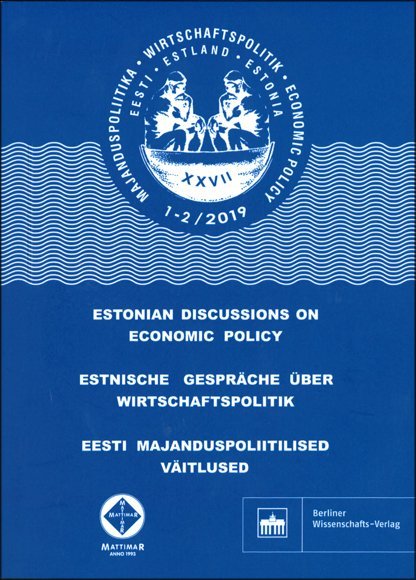 MAJANDUSPOLIITIKA • WIRTSCHAFTSPOLITIK • ECONOMIC POLICY
EESTI • ESTLAND • ESTONIA
XXVII
1-2/2019
ESTONIAN DISCUSSIONS ON
ECONOMIC POLICY
ESTNISCHE GESPRÄCHE ÜBER
WIRTSCHAFTSPOLITIK
EESTI MAJANDUSPOLIITILISED
VÄITLUSED
MATTIMAR
MATTIMAR
MATTIMAR
ANNO 1993
Berliner
Wissenschafts-Verlag